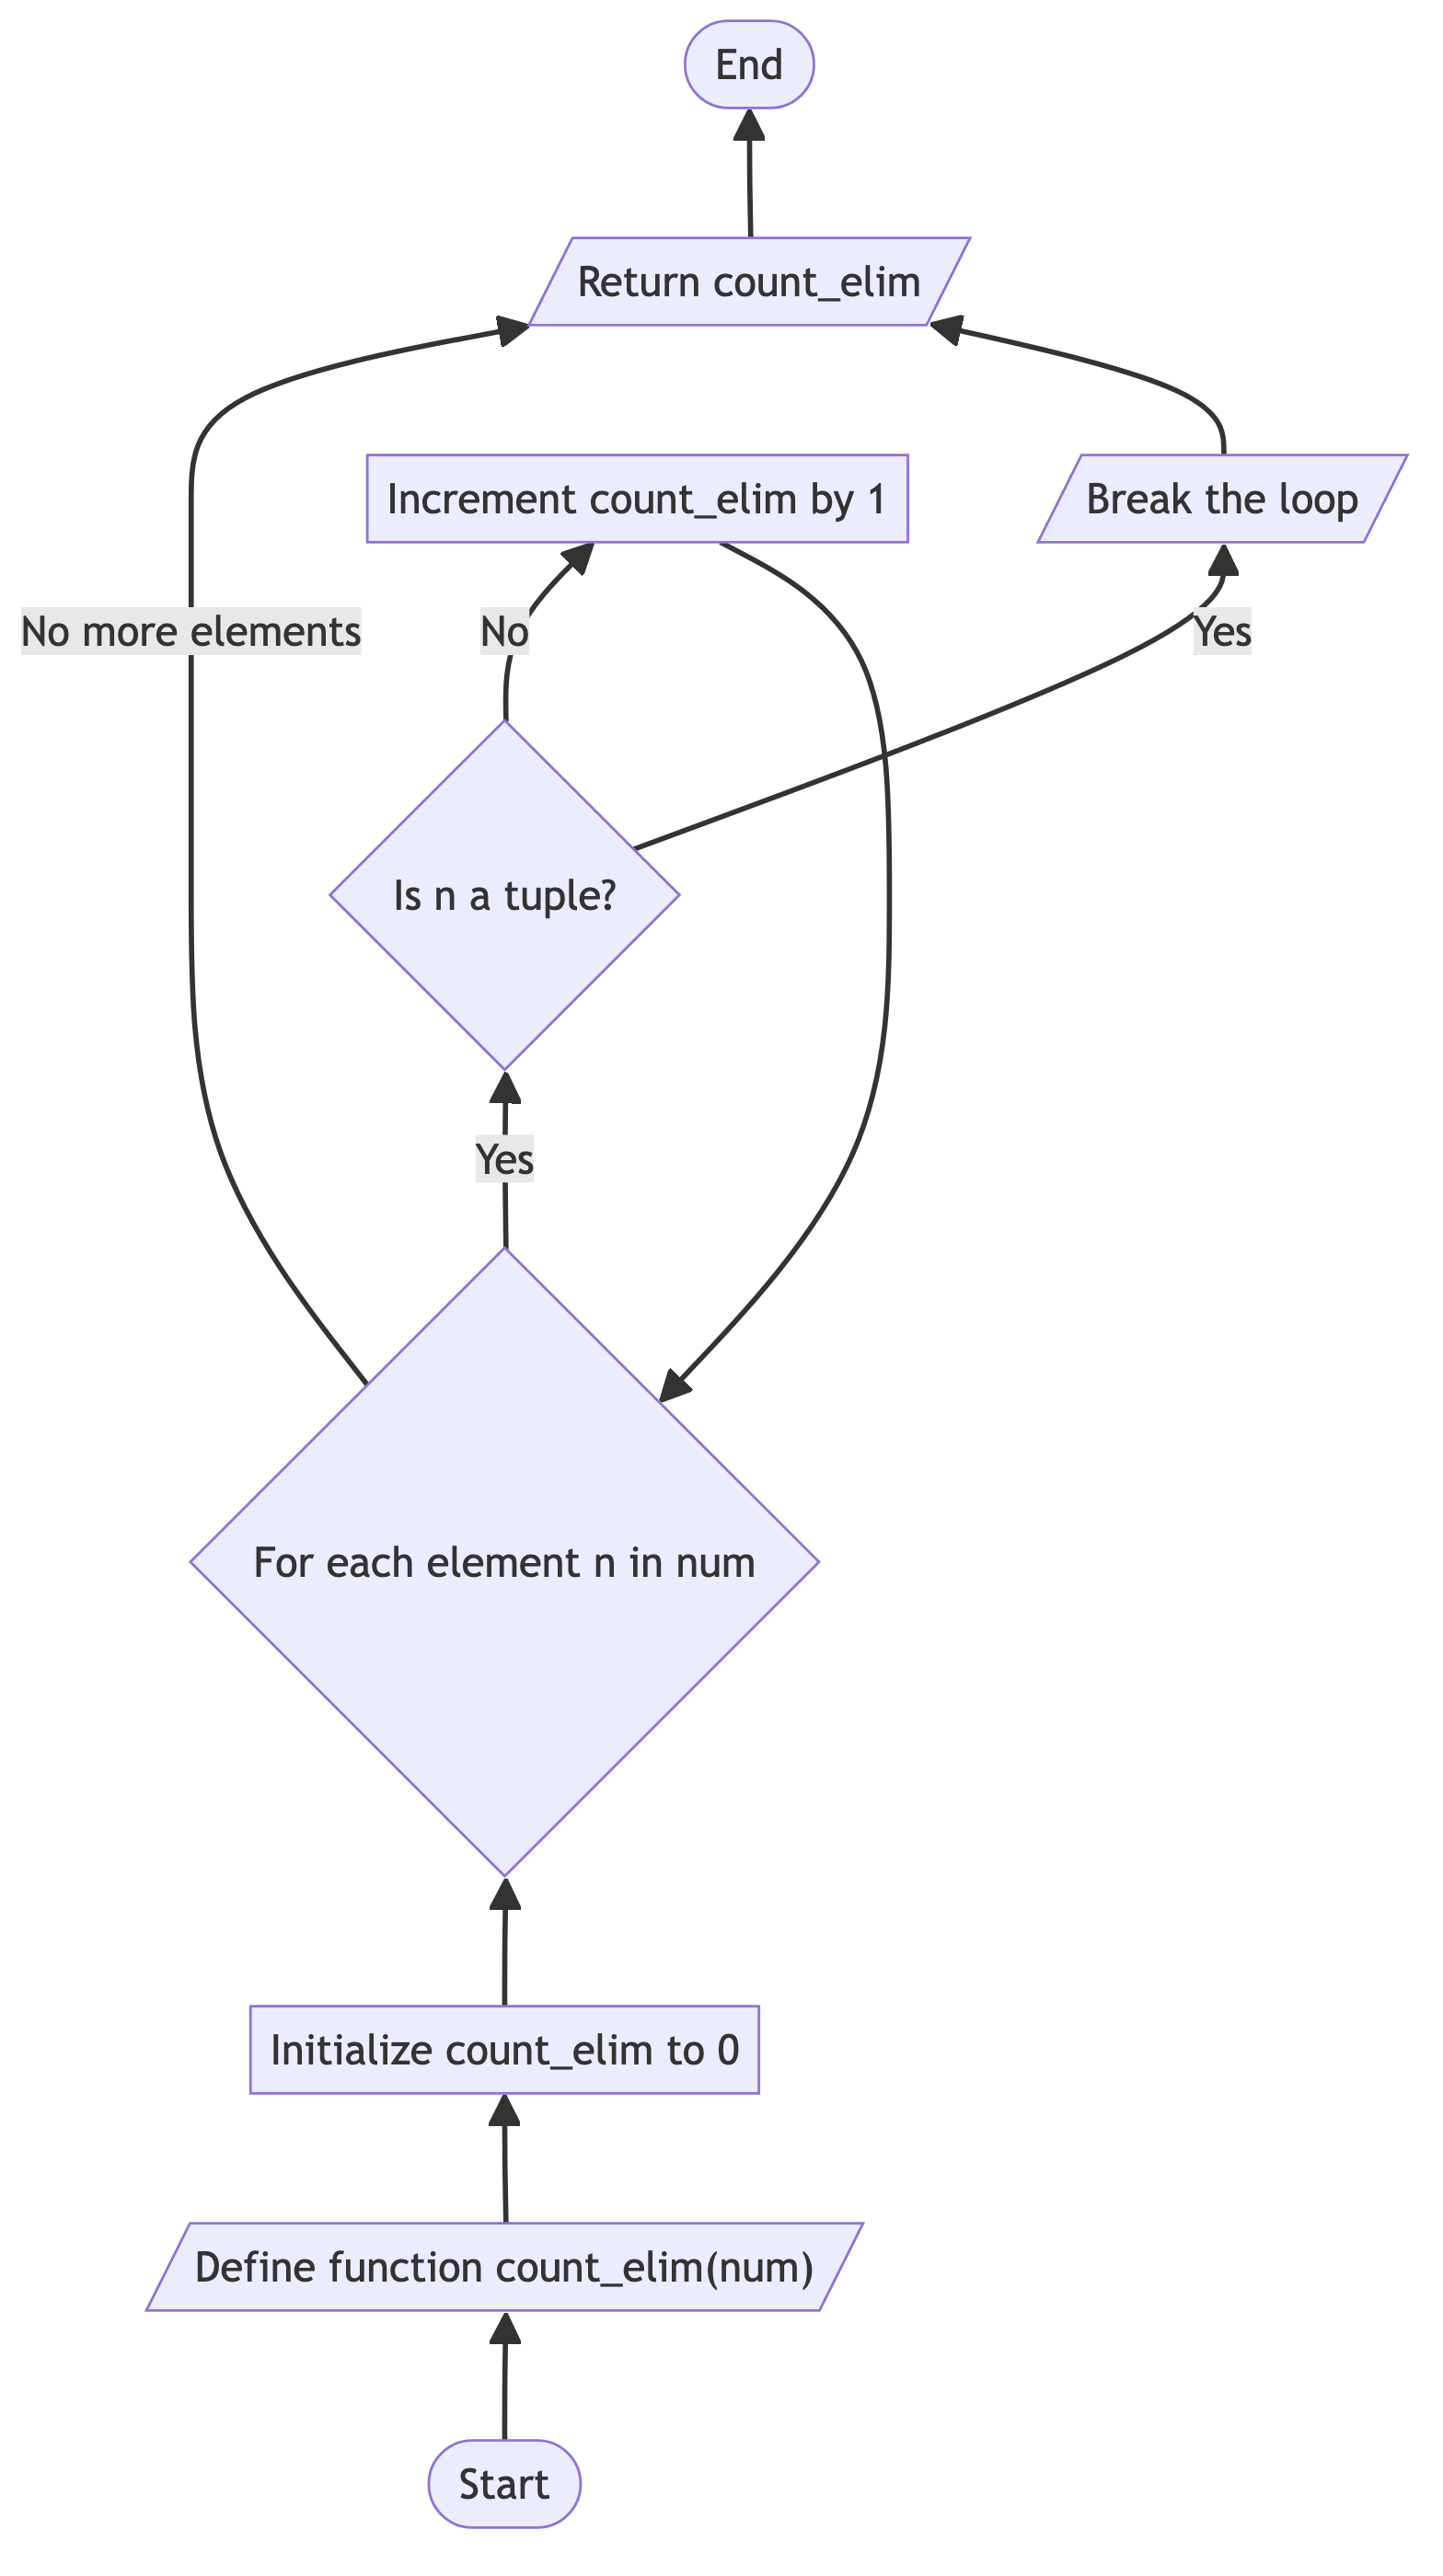 End
Return count_elim
Increment count_elim by 1
Break the loop
No more elements
No
Yes
Is n a tuple?
Yes
For each element n in num
Initialize count_elim to 0
Define function count_elim(num)
Start